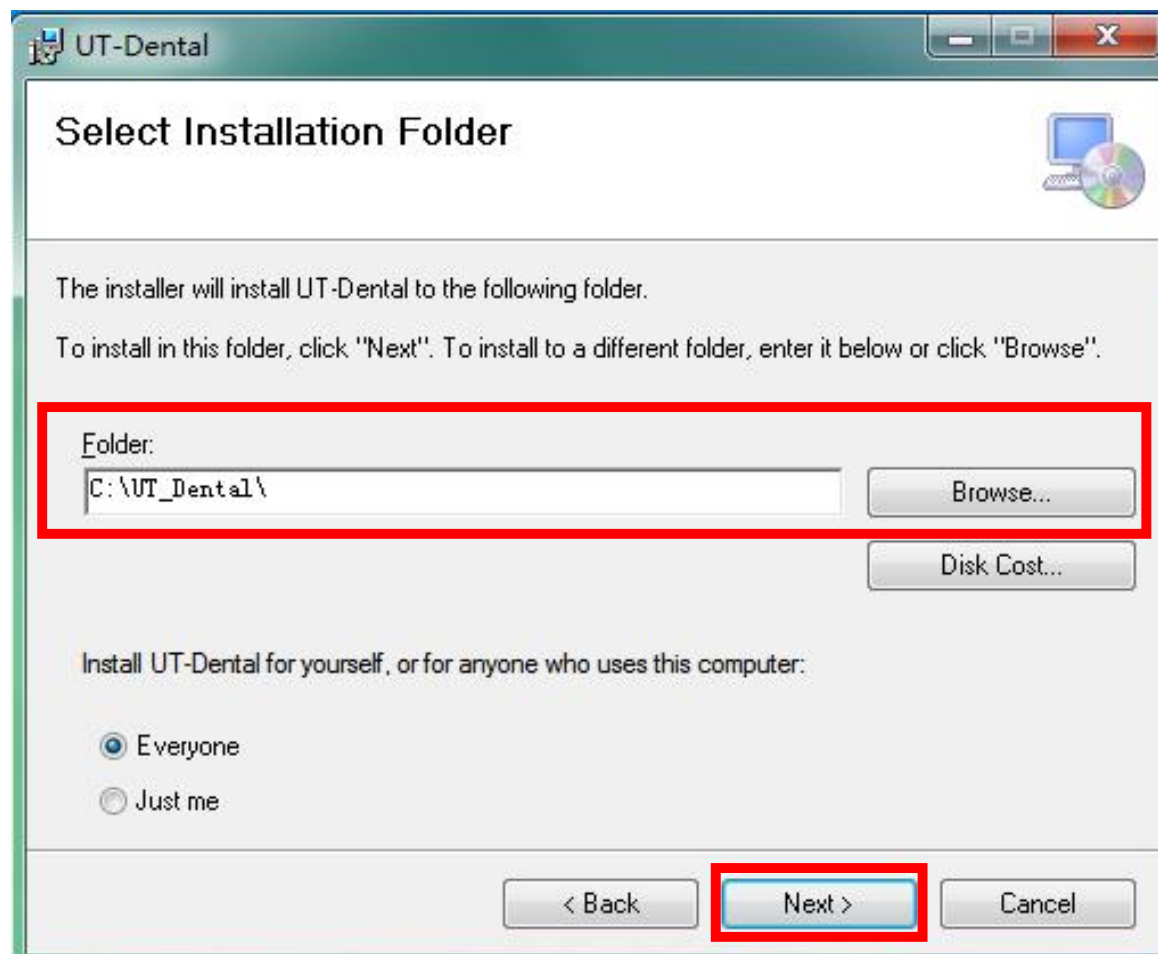 UT-Dental
Select Installation Folder
The installer will install UT-Dental to the following folder.
To install in this folder, click "Next". To install to a different folder, enter it below or click "Browse".
Folder:
C:\UT_Dental\
Browse...
Disk Cost...
Install UT-Dental for yourself, or for anyone who uses this computer:
Everyone
Just me
< Back
Next >
Cancel